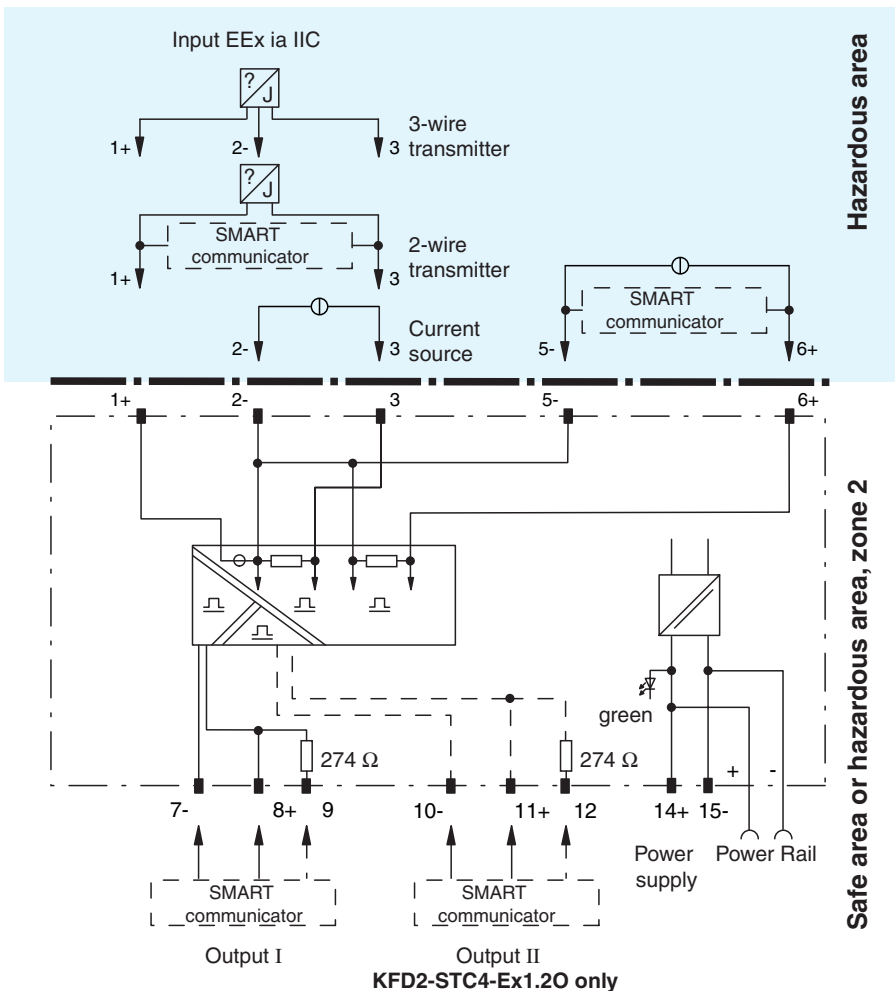 Input EEx ia IIC
Hazardous area
?
J
3-wire
transmitter
1+
2-
3
?
J
SMART
communicator
2-wire
transmitter
1+
3
Current
source
2-
3
SMART
communicator
5-
6+
1+
2-
3
5-
6+
Safe area or hazardous area, zone 2
green
274 Ω
274 Ω
+
-
7-
8+
9
10-
11+
12
14+
15-
Power
supply
Power Rail
SMART
communicator
SMART
communicator
Output I
Output II
KFD2-STC4-Ex1.2O only